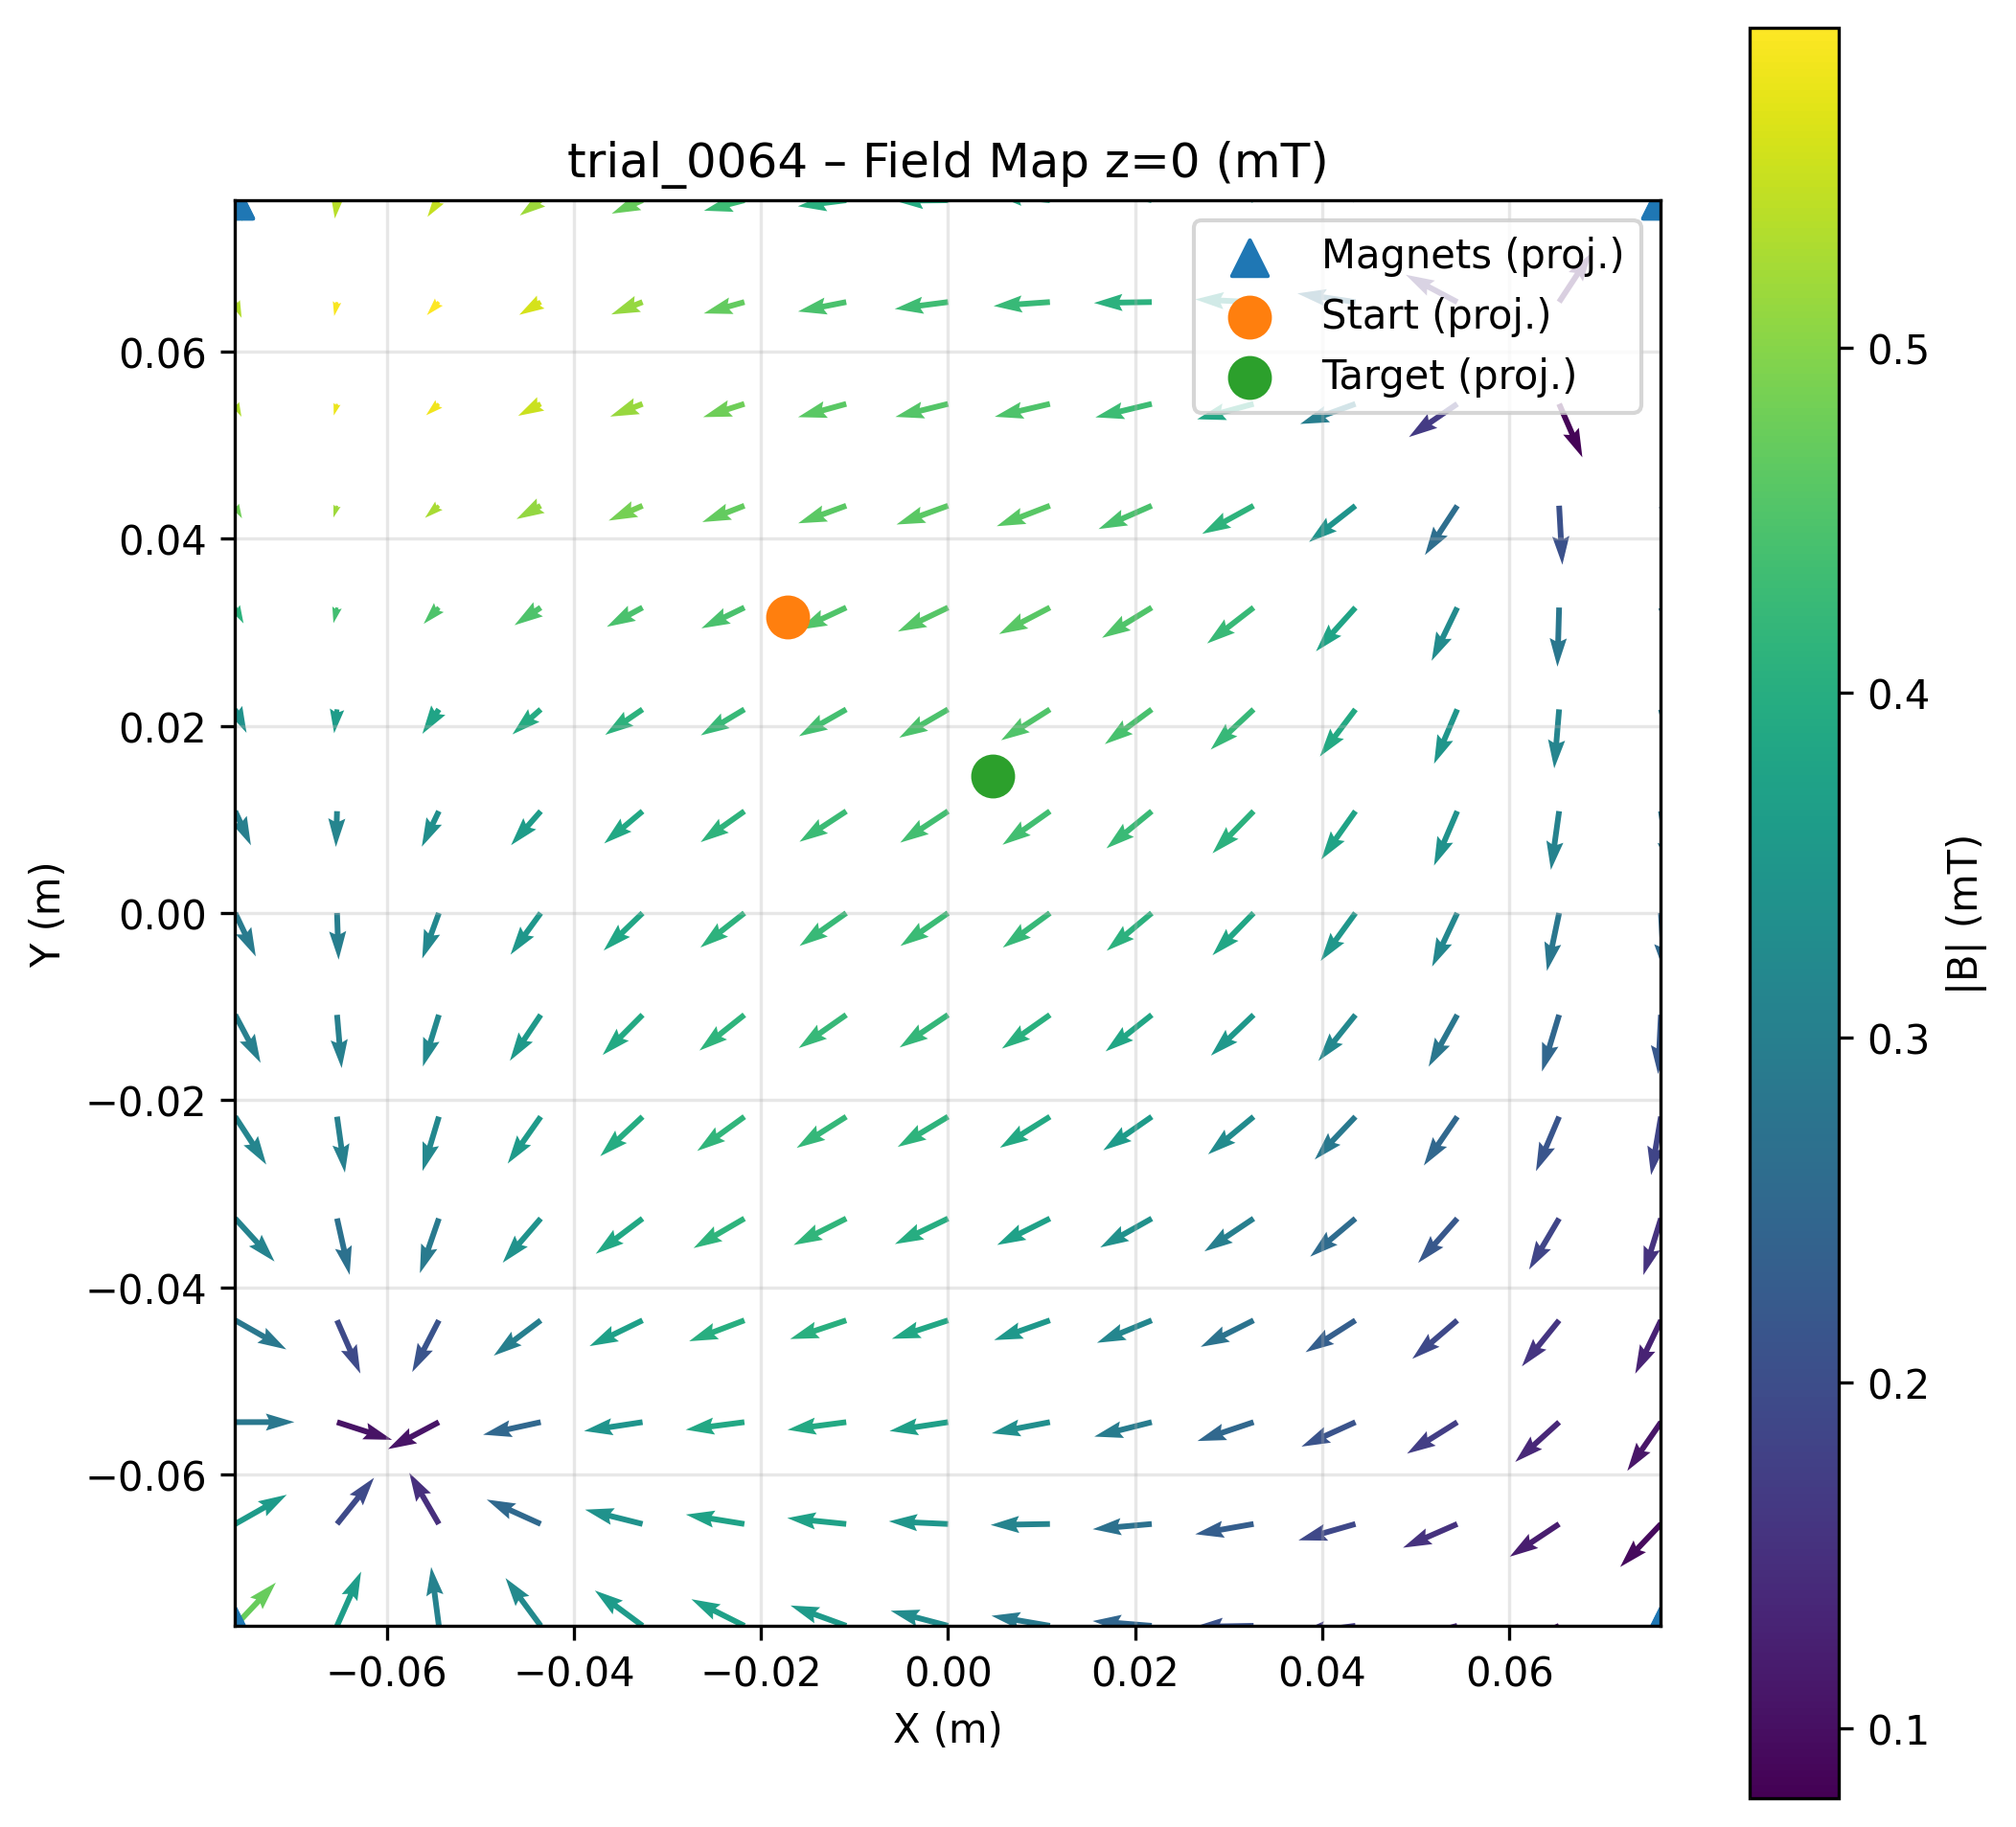 trial_0064 – Field Map z=0 (mT)
Magnets (proj.)
Start (proj.)
Target (proj.)
0.06
0.04
0.02
0.00
−0.02
−0.04
−0.06
Y (m)
−0.06
−0.04
−0.02
0.00
0.02
0.04
0.06
X (m)
0.5
0.4
0.3
0.2
0.1
|B| (mT)